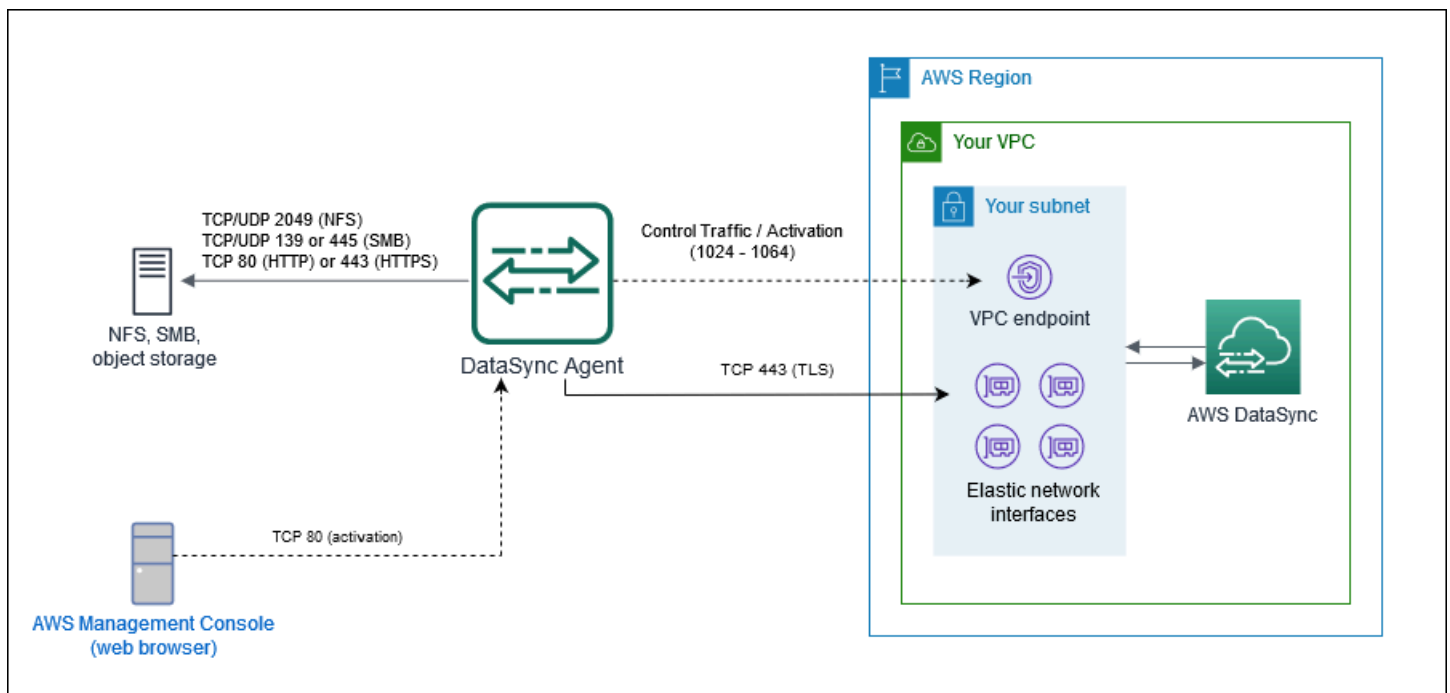 AWS Region
Your VPC
Your subnet
TCP/UDP 2049 (NFS)
TCP/UDP 139 or 445 (SMB)
TCP 80 (HTTP) or 443 (HTTPS)
Control Traffic / Activation
(1024 - 1064)
VPC endpoint
NFS, SMB,
object storage
DataSync Agent
TCP 443 (TLS)
AWS DataSync
Elastic network
interfaces
TCP 80 (activation)
AWS Management Console
(web browser)